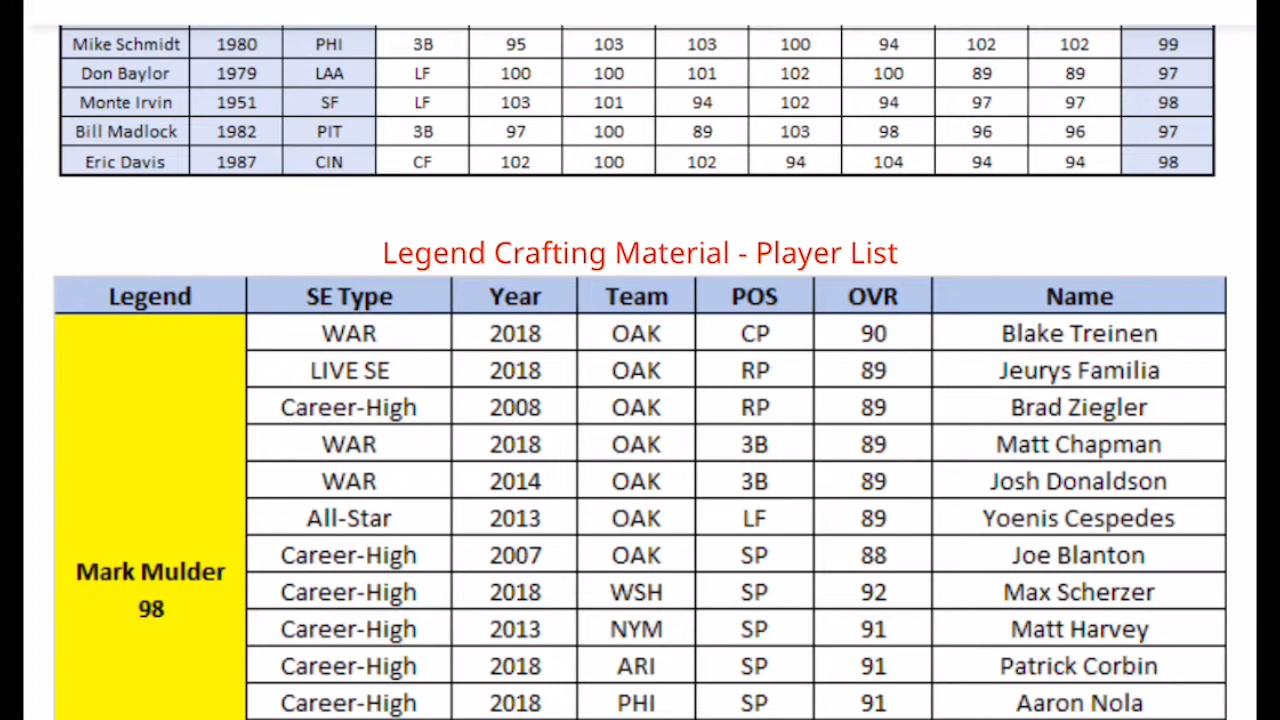 Mike Schmidt 1980 PHI 3B 95 103 103 100 94 102 102 99
Don Baylor 1979 LAA LF 100 100 101 102 100 89 89 97
Monte Irvin 1951 SF LF 103 101 94 102 94 97 97 98
Bill Madlock 1982 PIT 3B 97 100 89 103 98 96 96 97
Eric Davis 1987 CIN CF 102 100 102 94 104 94 94 98
Legend Crafting Material - Player List
Legend SE Type Year Team POS OVR Name
WAR 2018 OAK CP 90 Blake Treinen
LIVE SE 2018 OAK RP 89 Jeurys Familia
Career-High 2008 OAK RP 89 Brad Ziegler
WAR 2018 OAK 3B 89 Matt Chapman
WAR 2014 OAK 3B 89 Josh Donaldson
All-Star 2013 OAK LF 89 Yoenis Cespedes
Career-High 2007 OAK SP 88 Joe Blanton
Mark Mulder
98
Career-High 2018 WSH SP 92 Max Scherzer
Career-High 2013 NYM SP 91 Matt Harvey
Career-High 2018 ARI SP 91 Patrick Corbin
Career-High 2018 PHI SP 91 Aaron Nola